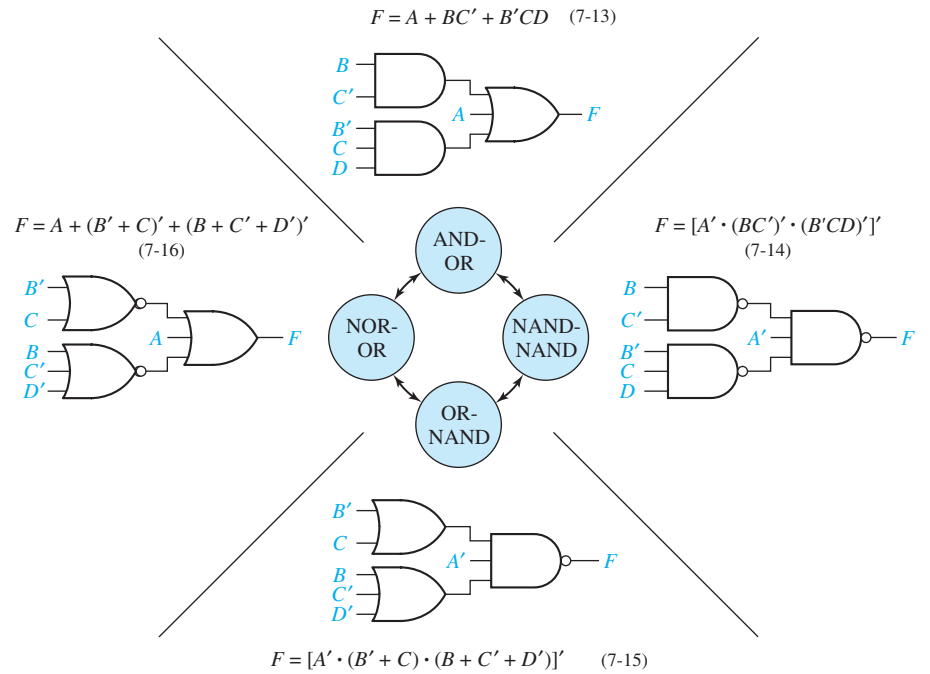 F = A + BC′ + B′CD (7-13)
B
C′
A
F
B′
C
D
F = A + (B′ + C)′ + (B + C′ + D′)′
(7-16)
B′
C
A
F
B
C′
D′
AND-
OR
NOR-
OR
NAND-
NAND
OR-
NAND
F = [A′ · (BC′)′ · (B′CD)′]′
(7-14)
B
C′
A′
F
B′
C
D
B′
C
A′
F
B
C′
D′
F = [A′ · (B′ + C) · (B + C′ + D′)]′ (7-15)